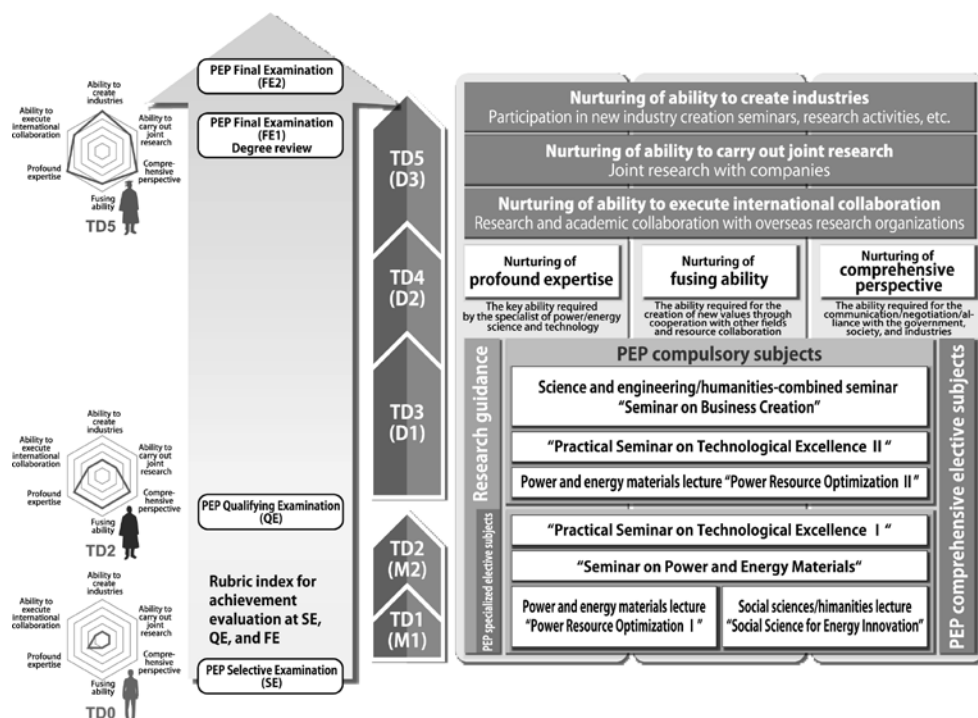 Ability to
create
industries
Ability to
execute
international
collaboration
Ability to
carry out
joint
research
Profound
expertise
Compre-
hensive
perspective
Fusing
ability
TD5
Ability to
create
industries
Ability to
execute
international
collaboration
Ability to
carry out
joint
research
Profound
expertise
Compre-
hensive
perspective
Fusing
ability
TD2
Ability to
create
industries
Ability to
execute
international
collaboration
Ability to
carry out
joint
research
Profound
expertise
Compre-
hensive
perspective
Fusing
ability
TD0
PEP Final Examination
(FE2)
PEP Final Examination
(FE1)
Degree review
PEP Qualifying Examination
(QE)
Rubric index for
achievement
evaluation at SE,
QE, and FE
PEP Selective Examination
(SE)
TD5
(D3)
TD4
(D2)
TD3
(D1)
TD2
(M2)
TD1
(M1)
Nurturing of ability to create industries
Participation in new industry creation seminars, research activities, etc.
Nurturing of ability to carry out joint research
Joint research with companies
Nurturing of ability to execute international collaboration
Research and academic collaboration with overseas research organizations
Nurturing of
profound expertise
The key ability required
by the specialist of power/energy
science and technology
Nurturing of
fusing ability
The ability required for the
creation of new values through
cooperation with other fields
and resource collaboration
Nurturing of
comprehensive
perspective
The ability required for the
communication/negotiation/al-
liance with the government,
society, and industries
Research guidance
PEP specialized elective subjects
PEP compulsory subjects
Science and engineering/humanities-combined seminar
“Seminar on Business Creation”
“Practical Seminar on Technological Excellence II“
Power and energy materials lecture “Power Resource Optimization II”
“Practical Seminar on Technological Excellence I“
“Seminar on Power and Energy Materials“
Power and energy materials lecture
“Power Resource Optimization I”
Social sciences/himanities lecture
“Social Science for Energy Innovation”
PEP comprehensive elective subjects